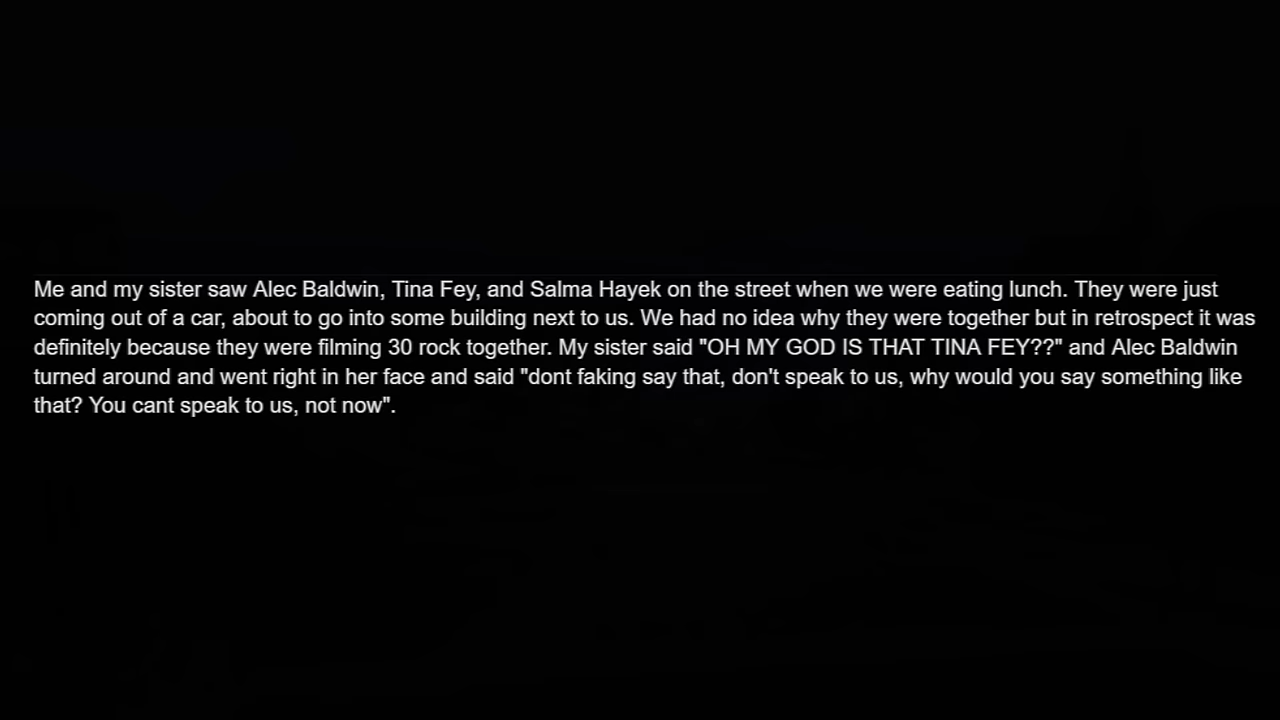 Me and my sister saw Alec Baldwin, Tina Fey, and Salma Hayek on the street when we were eating lunch. They were just
coming out of a car, about to go into some building next to us. We had no idea why they were together but in retrospect it was
definitely because they were filming 30 rock together. My sister said "OH MY GOD IS THAT TINA FEY??" and Alec Baldwin
turned around and went right in her face and said "dont faking say that, don't speak to us, why would you say something like
that? You cant speak to us, not now".